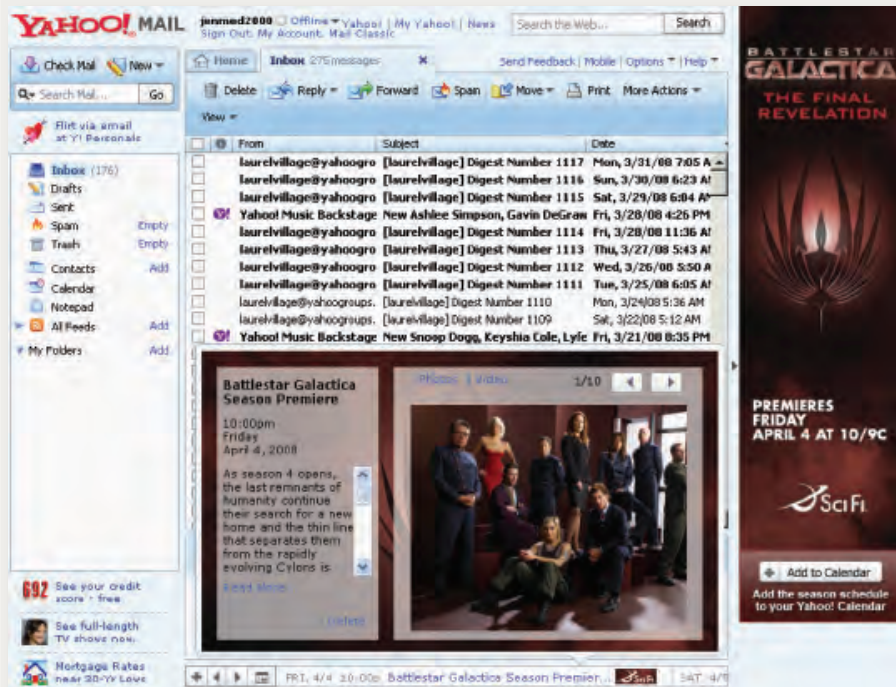 YAHOO! MAIL
jenmed2000 Offline Yahoo! | My Yahoo! | News
Sign Out, My Account, Mail Classic
Search the Web...
Search
Check Mail
New
Search Mail...
Go
Flirt via email
at Y! Personals
Inbox (176)
Drafts
Sent
Spam Empty
Trash Empty
Contacts Add
Calendar
Notepad
All Feeds Add
My Folders Add
692 See your credit
score - free
See full-length
TV shows now.
Mortgage Rates
near 30-Yr Lows
Home Inbox 275 messages X
Send Feedback | Mobile | Options | Help
Delete Reply Forward Spam Move Print More Actions
View
From Subject Date
laurelvillage@yahoogro [laurelvillage] Digest Number 1117 Mon, 3/31/08 7:05 A
laurelvillage@yahoogro [laurelvillage] Digest Number 1116 Sun, 3/30/08 6:23 A
laurelvillage@yahoogro [laurelvillage] Digest Number 1115 Sat, 3/29/08 6:04 A
Y! Yahoo! Music Backstage New Ashlee Simpson, Gavin DeGraw Fri, 3/28/08 4:26 PM
laurelvillage@yahoogro [laurelvillage] Digest Number 1114 Fri, 3/28/08 11:36 A
laurelvillage@yahoogro [laurelvillage] Digest Number 1113 Thu, 3/27/08 5:43 A
laurelvillage@yahoogro [laurelvillage] Digest Number 1112 Wed, 3/26/08 5:50 A
laurelvillage@yahoogro [laurelvillage] Digest Number 1111 Tue, 3/25/08 6:05 A
laurelvillage@yahoogroups. [laurelvillage] Digest Number 1110 Mon, 3/24/08 5:36 AM
laurelvillage@yahoogroups. [laurelvillage] Digest Number 1109 Sat, 3/22/08 5:12 AM
Y! Yahoo! Music Backstage New Snoop Dogg, Keyshia Cole, Lyfe Fri, 3/21/08 8:35 PM
Battlestar Galactica
Season Premiere
10:00pm
Friday
April 4, 2008
As season 4 opens,
the last remnants of
humanity continue
their search for a new
home and the thin line
that separates them
from the rapidly
evolving Cylons is
Read More
Delete
Photos | Video 1/10
FRI, 4/4 10:00p Battlestar Galactica Season Premier... SciFi SAT, 4/
BATTLESTAR
GALACTICA
THE FINAL
REVELATION
PREMIERES
FRIDAY
APRIL 4 AT 10/9C
SCI FI
Add to Calendar
Add the season schedule
to your Yahoo! Calendar